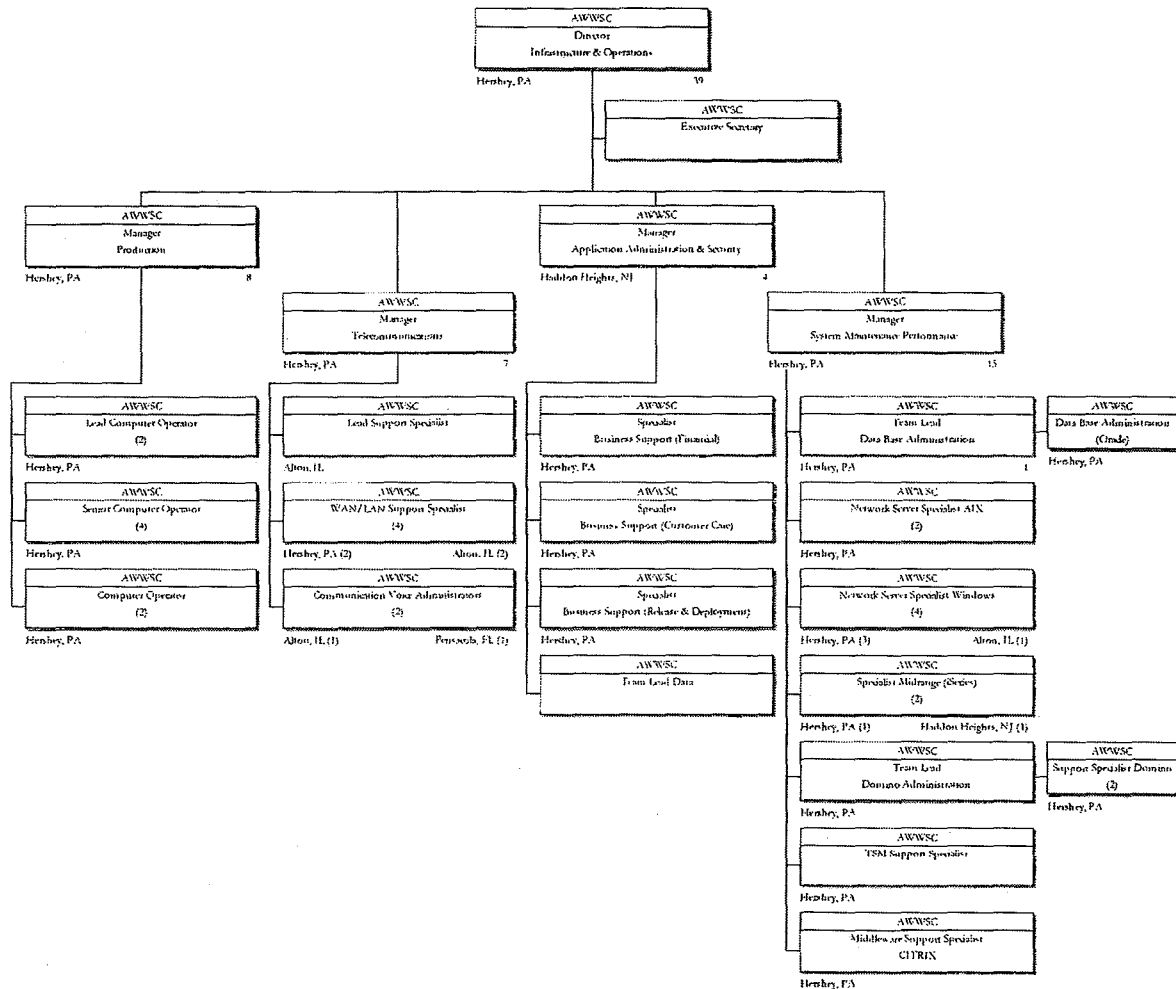 AWWSC
Director
Infrastructure & Operations
Hershey, PA 39
AWWSC
Executive Secretary
AWWSC
Manager
Production
Hershey, PA 8
AWWSC
Manager
Application Administration & Security
Haddon Heights, NJ 4
AWWSC
Manager
Telecommunications
Hershey, PA 7
AWWSC
Manager
System Maintenance Performance
Hershey, PA 15
AWWSC
Lead Computer Operator
(2)
Hershey, PA
AWWSC
Senior Computer Operator
(4)
Hershey, PA
AWWSC
Computer Operator
(2)
Hershey, PA
AWWSC
Lead Support Specialist
Alton, IL
AWWSC
WAN/LAN Support Specialist
(4)
Hershey, PA (2) Alton, IL (2)
AWWSC
Communication Voice Administrators
(2)
Alton, IL (1) Pensacola, FL (1)
AWWSC
Specialist
Business Support (Financial)
Hershey, PA
AWWSC
Specialist
Business Support (Customer Care)
Hershey, PA
AWWSC
Specialist
Business Support (Release & Deployment)
Hershey, PA
AWWSC
Team Lead Data
AWWSC
Team Lead
Data Base Administration
Hershey, PA 1
AWWSC
Data Base Administration
Hershey, PA
AWWSC
Network Server Specialist AIX
(2)
Hershey, PA
AWWSC
Network Server Specialist Windows
(4)
Hershey, PA (3) Alton, IL (1)
AWWSC
Specialist Midrange (iSeries)
(2)
Hershey, PA (1) Haddon Heights, NJ (1)
AWWSC
Team Lead
Domino Administration
Hershey, PA
AWWSC
Support Specialist Domino
(2)
Hershey, PA
AWWSC
TSM Support Specialist
Hershey, PA
AWWSC
Middleware Support Specialist
CITRIX
Hershey, PA